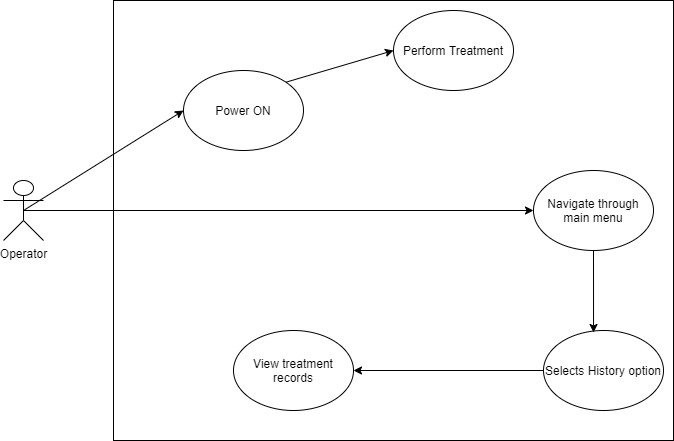 Perform Treatment
Power ON
Navigate through
main menu
Operator
View treatment
records
Selects History option